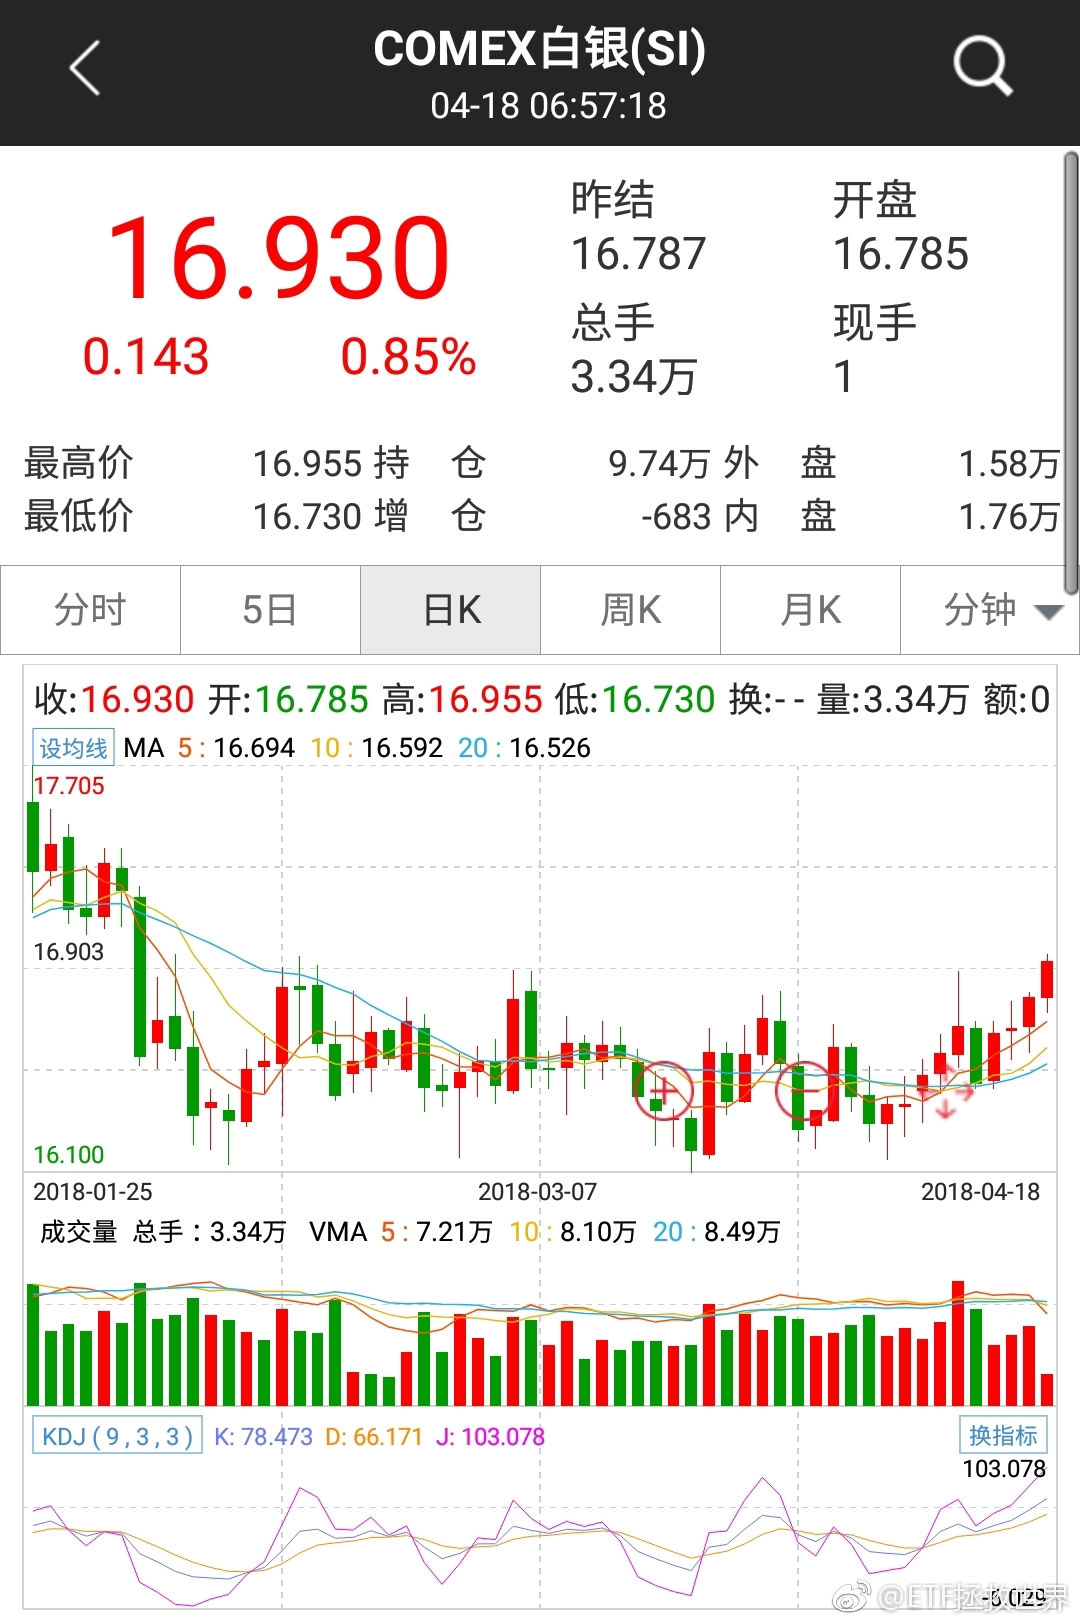 COMEX白银(SI)
04-18 06:57:18
16.930
0.143 0.85%
昨结 开盘
16.787 16.785
总手 现手
3.34万 1
最高价 16.955 持 仓 9.74万 外 盘 1.58万
最低价 16.730 增 仓 -683 内 盘 1.76万
分时 5日 日K 周K 月K 分钟
收:16.930 开:16.785 高:16.955 低:16.730 换:-- 量:3.34万 额:0
设均线 MA 5:16.694 10:16.592 20:16.526
17.705
16.903
16.100
2018-01-25 2018-03-07 2018-04-18
成交量 总手:3.34万 VMA 5:7.21万 10:8.10万 20:8.49万
KDJ(9,3,3) K:78.473 D:66.171 J:103.078 换指标
103.078
-6.029
@ETF拯救世界